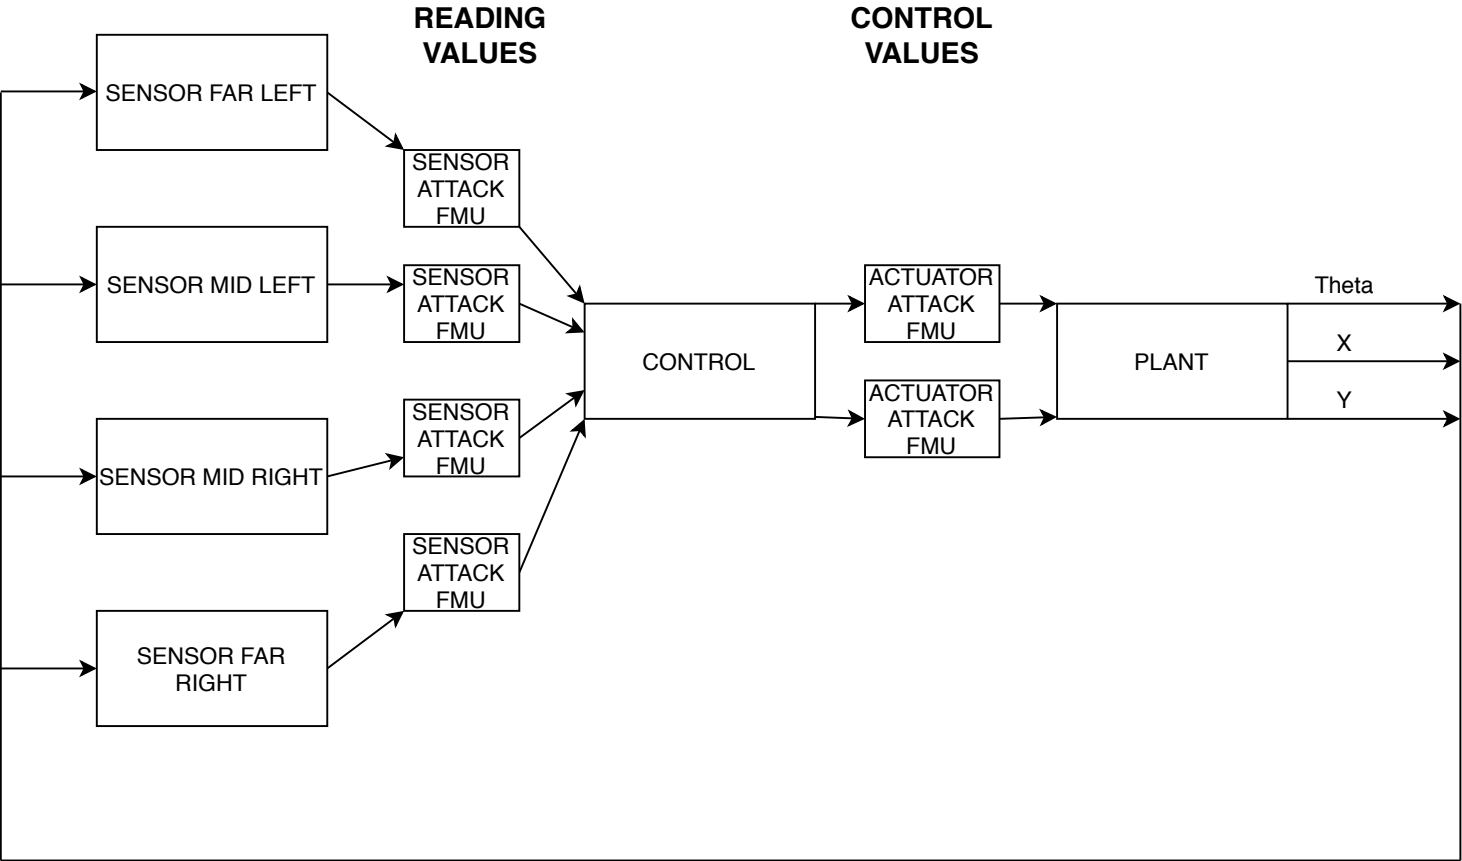 READING
VALUES
CONTROL
VALUES
SENSOR FAR LEFT
SENSOR
ATTACK
FMU
SENSOR MID LEFT
SENSOR
ATTACK
FMU
SENSOR MID RIGHT
SENSOR
ATTACK
FMU
SENSOR FAR
RIGHT
SENSOR
ATTACK
FMU
CONTROL
ACTUATOR
ATTACK
FMU
ACTUATOR
ATTACK
FMU
PLANT
Theta
X
Y